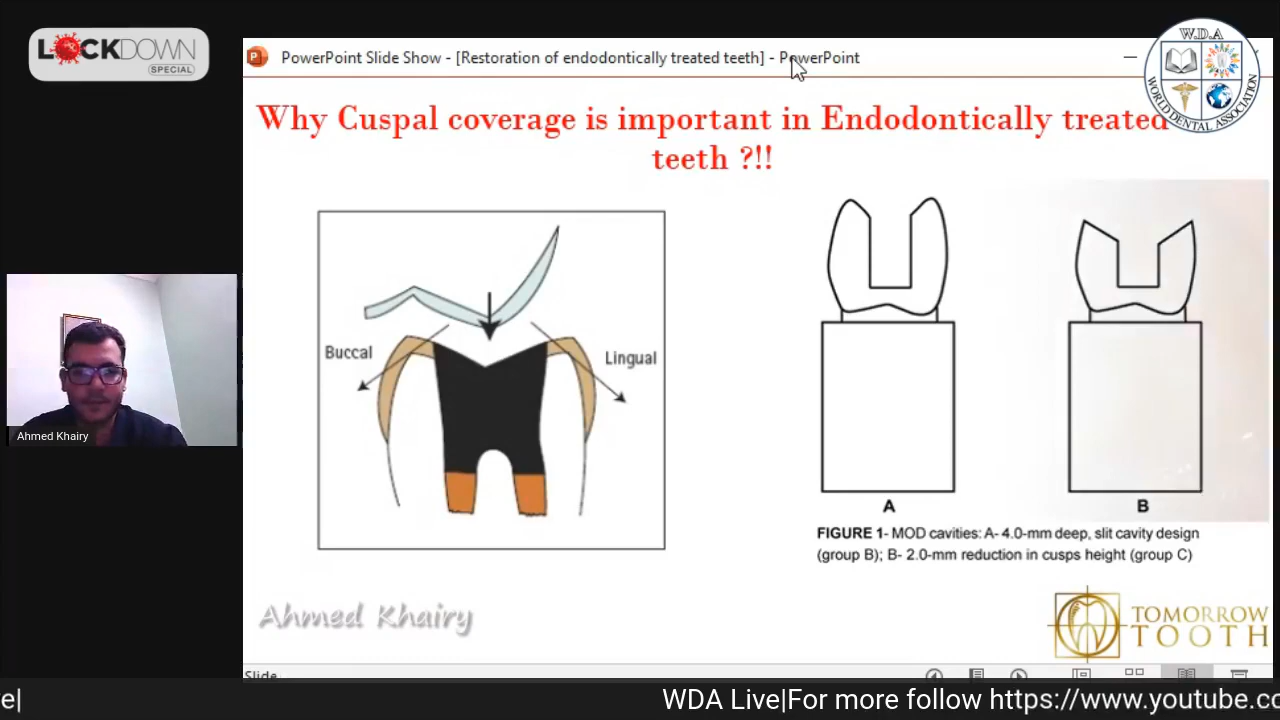 LOCKDOWN
SPECIAL
PowerPoint Slide Show - [Restoration of endodontically treated teeth] - PowerPoint
W.D.A
WORLD DENTAL ASSOCIATION
Why Cuspal coverage is important in Endodontically treated
teeth ?!!
Buccal
Lingual
A
B
FIGURE 1- MOD cavities: A- 4.0-mm deep, slit cavity design
(group B); B- 2.0-mm reduction in cusps height (group C)
Ahmed Khairy
Ahmed Khairy
TOMORROW
TOOTH
Slide
WDA Live|For more follow https://www.youtube.co